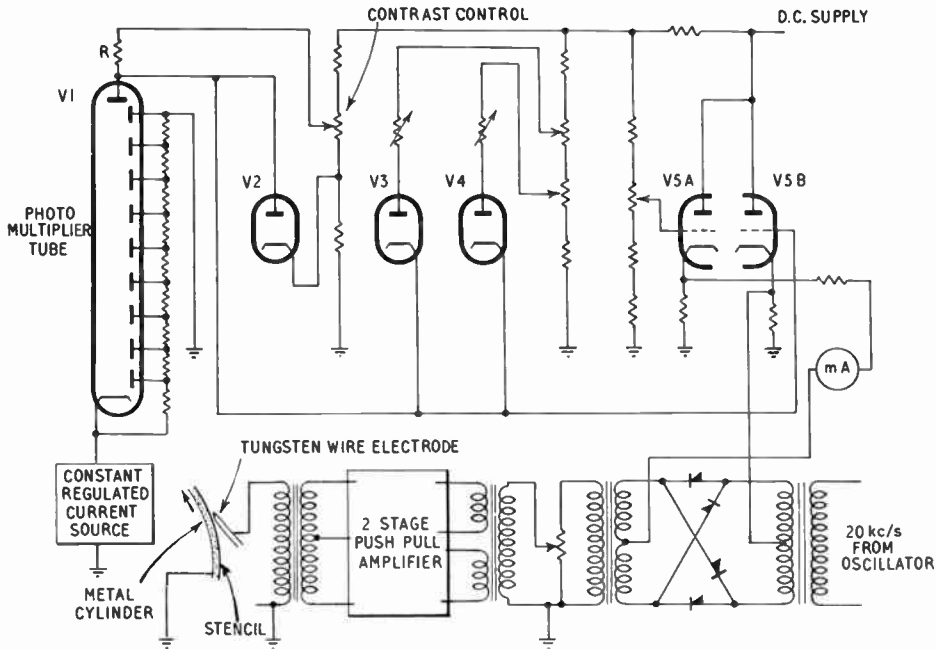 CONTRAST CONTROL
D.C. SUPPLY
R
V1
V2
V3
V4
V5A
V5B
PHOTO
MULTIPLIER
TUBE
mA
TUNGSTEN WIRE ELECTRODE
CONSTANT
REGULATED
CURRENT
SOURCE
2 STAGE
PUSH PULL
AMPLIFIER
20 kc/s
FROM
OSCILLATOR
METAL
CYLINDER
STENCIL